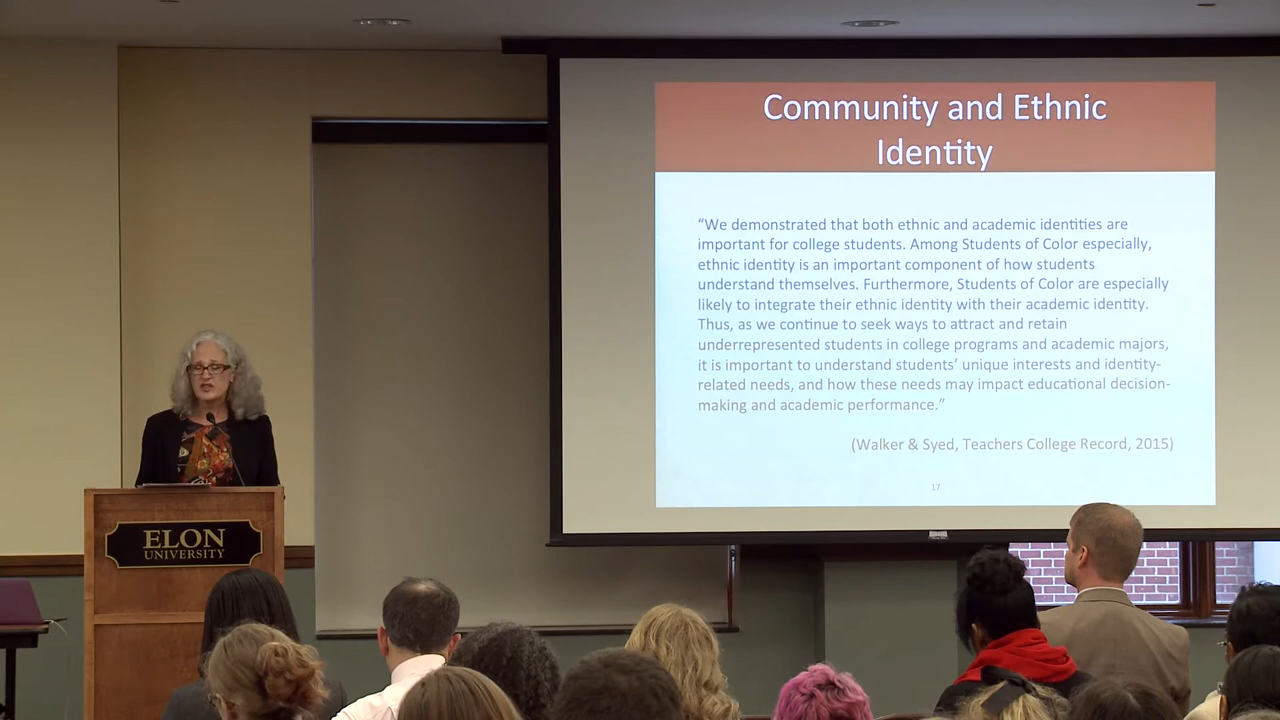 Community and Ethnic
Identity
“We demonstrated that both ethnic and academic identities are
important for college students. Among Students of Color especially,
ethnic identity is an important component of how students
understand themselves. Furthermore, Students of Color are especially
likely to integrate their ethnic identity with their academic identity.
Thus, as we continue to seek ways to attract and retain
underrepresented students in college programs and academic majors,
it is important to understand students’ unique interests and identity-
related needs, and how these needs may impact educational decision-
making and academic performance.”
(Walker & Syed, Teachers College Record, 2015)
17
ELON
UNIVERSITY